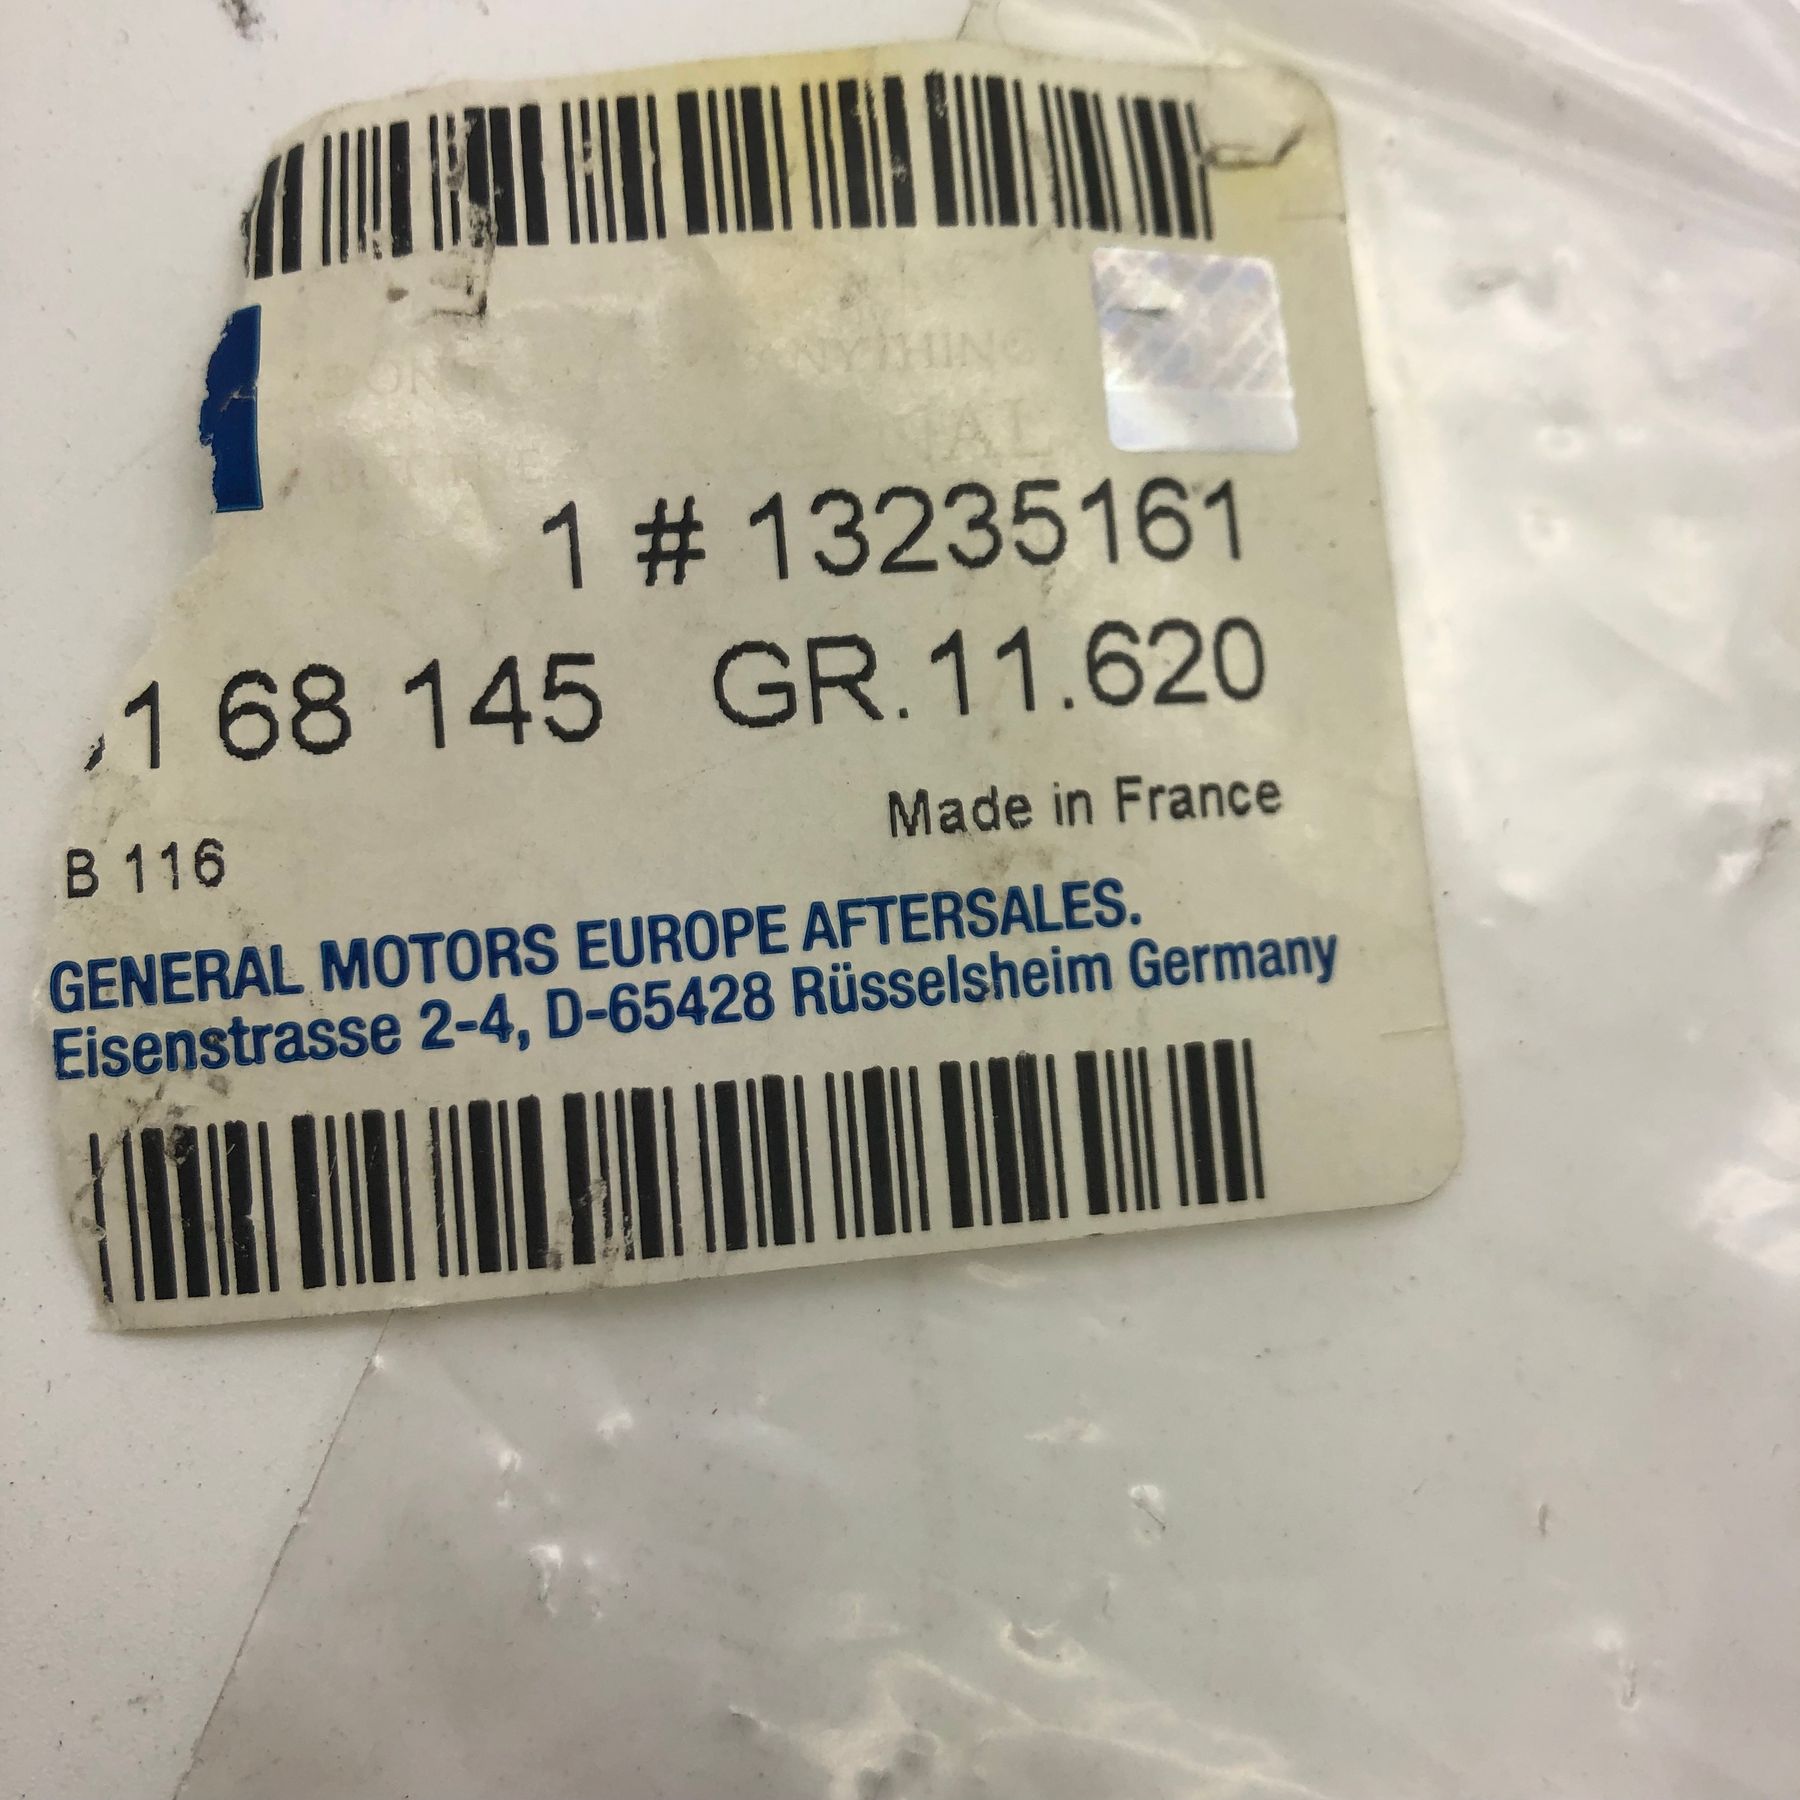 ANYTHING
1 # 13235161
1 68 145 GR.11.620
Made in France
B 116
GENERAL MOTORS EUROPE AFTERSALES.
Eisenstrasse 2-4, D-65428 Rüsselsheim Germany